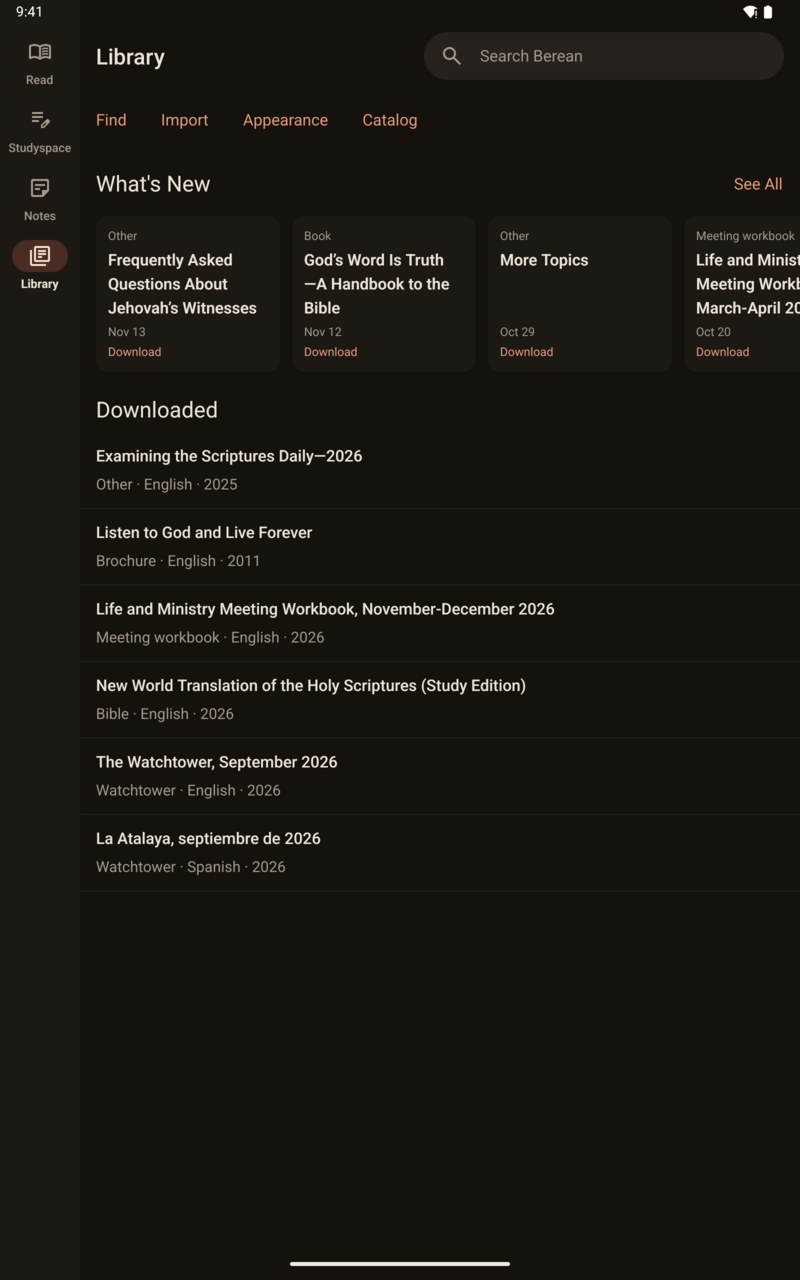 9:41
Read
Studyspace
Notes
Library
Library
Search Berean
Find
Import
Appearance
Catalog
What's New
See All
Other
Frequently Asked
Questions About
Jehovah’s Witnesses
Nov 13
Download
Book
God’s Word Is Truth
—A Handbook to the
Bible
Nov 12
Download
Other
More Topics
Oct 29
Download
Meeting workbook
Life and
Meeting
March-April
Oct 20
Download
Downloaded
Examining the Scriptures Daily—2026
Other · English · 2025
Listen to God and Live Forever
Brochure · English · 2011
Life and Ministry Meeting Workbook, November-December 2026
Meeting workbook · English · 2026
New World Translation of the Holy Scriptures (Study Edition)
Bible · English · 2026
The Watchtower, September 2026
Watchtower · English · 2026
La Atalaya, septiembre de 2026
Watchtower · Spanish · 2026